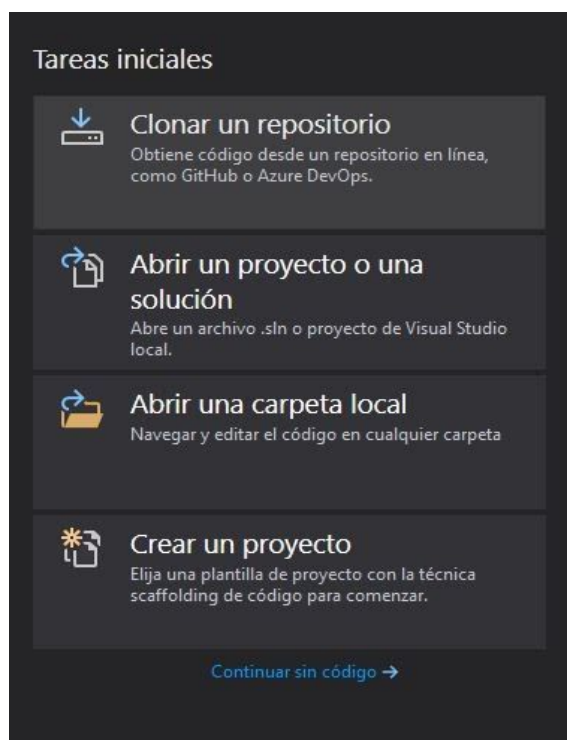 Tareas iniciales
Clonar un repositorio
Obtiene código desde un repositorio en línea,
como GitHub o Azure DevOps.
Abrir un proyecto o una
solución
Abre un archivo .sln o proyecto de Visual Studio
local.
Abrir una carpeta local
Navegar y editar el código en cualquier carpeta
Crear un proyecto
Elija una plantilla de proyecto con la técnica
scaffolding de código para comenzar.
Continuar sin código →